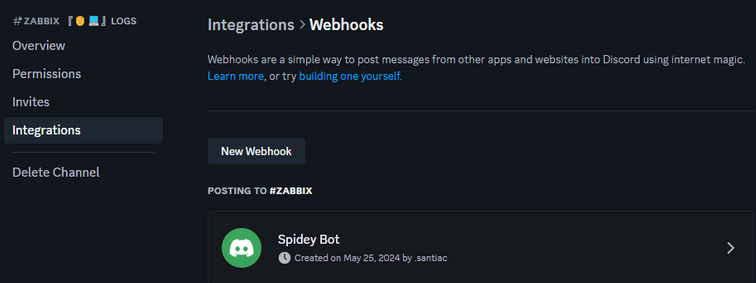 #ZABBIX 『👨‍💻』 LOGS
Overview
Permissions
Invites
Integrations
Delete Channel
Integrations > Webhooks
Webhooks are a simple way to post messages from other apps and websites into Discord using internet magic.
Learn more, or try building one yourself.
New Webhook
POSTING TO #ZABBIX
Spidey Bot
Created on May 25, 2024 by .santiac